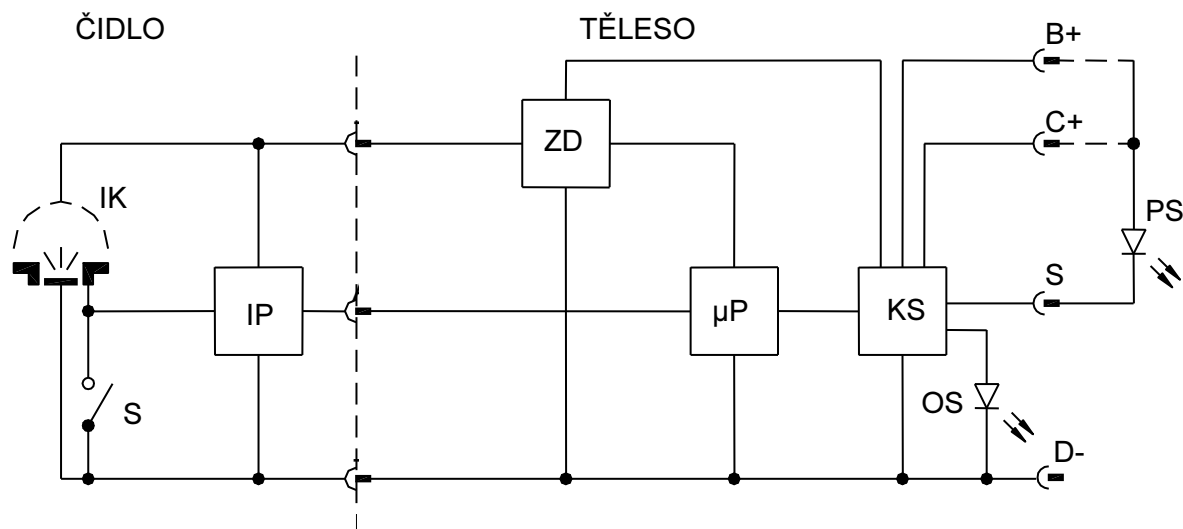 ČIDLO
TĚLESO
B+
ZD
C+
IK
PS
IP
µP
KS
S
S
OS
D-